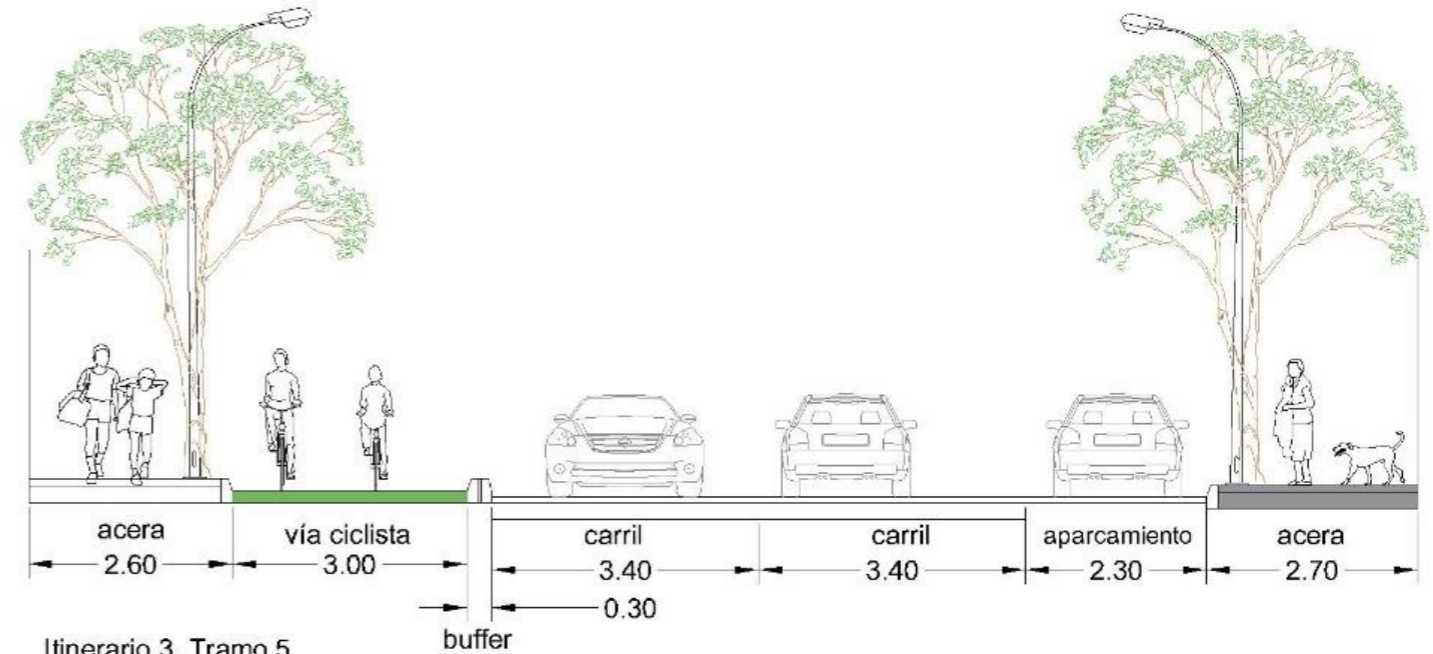 acera
vía ciclista
carril
carril
aparcamiento
acera
2.60
3.00
3.40
3.40
2.30
2.70
0.30
buffer
Itinerario 3. Tramo 5